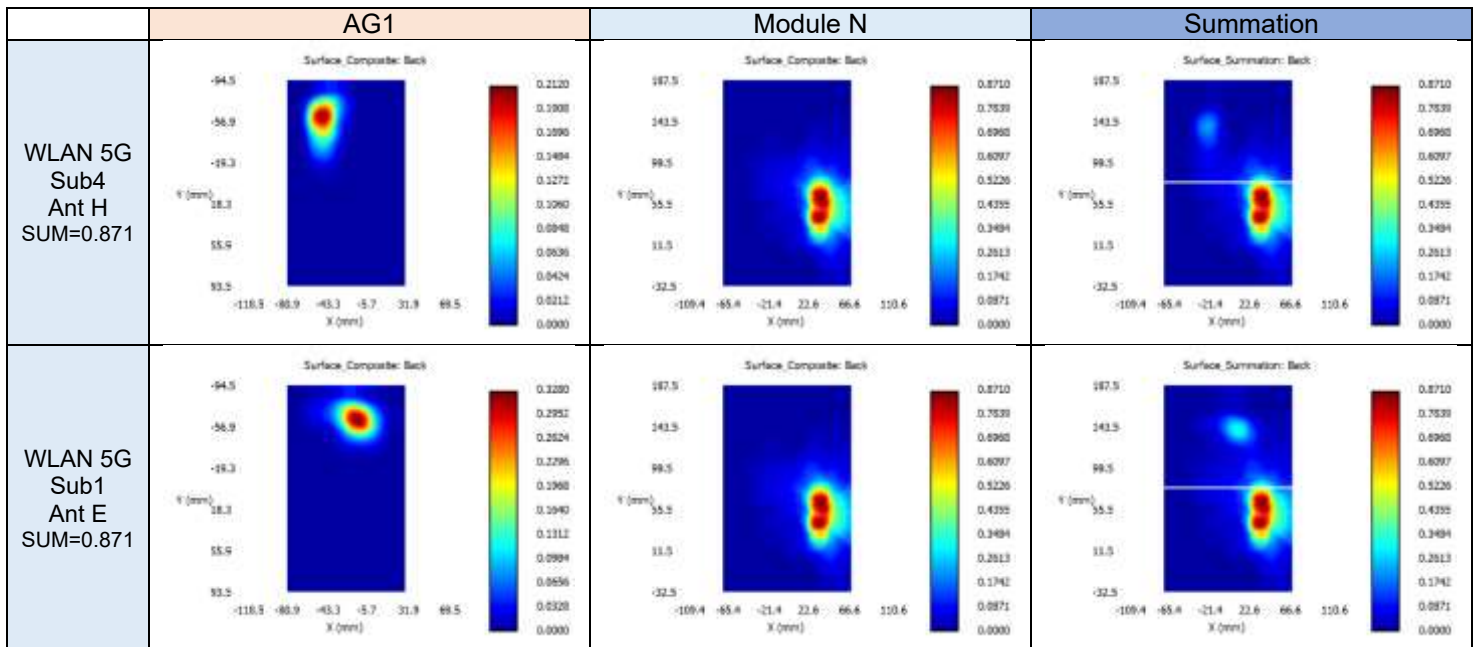 AG1
Module N
Summation
WLAN 5G
Sub4
Ant H
SUM=0.871
Surface_Composite: Back
-94.5
-56.9
-19.3
Y (mm)
18.3
55.9
93.5
-118.5 -80.9 -43.3 -5.7 31.9 69.5
X (mm)
0.2120
0.1908
0.1696
0.1484
0.1272
0.1060
0.0848
0.0636
0.0424
0.0212
0.0000
Surface_Composite: Back
187.5
143.5
99.5
Y (mm)
55.5
11.5
-32.5
-109.4 -65.4 -21.4 22.6 66.6 110.6
X (mm)
0.8710
0.7839
0.6968
0.6097
0.5226
0.4355
0.3484
0.2613
0.1742
0.0871
0.0000
Surface_Summation: Back
187.5
143.5
99.5
Y (mm)
55.5
11.5
-32.5
-109.4 -65.4 -21.4 22.6 66.6 110.6
X (mm)
0.8710
0.7839
0.6968
0.6097
0.5226
0.4355
0.3484
0.2613
0.1742
0.0871
0.0000
WLAN 5G
Sub1
Ant E
SUM=0.871
Surface_Composite: Back
-94.5
-56.9
-19.3
Y (mm)
18.3
55.9
93.5
-118.5 -80.9 -43.3 -5.7 31.9 69.5
X (mm)
0.3280
0.2952
0.2624
0.2296
0.1968
0.1640
0.1312
0.0984
0.0656
0.0328
0.0000
Surface_Composite: Back
187.5
143.5
99.5
Y (mm)
55.5
11.5
-32.5
-109.4 -65.4 -21.4 22.6 66.6 110.6
X (mm)
0.8710
0.7839
0.6968
0.6097
0.5226
0.4355
0.3484
0.2613
0.1742
0.0871
0.0000
Surface_Summation: Back
187.5
143.5
99.5
Y (mm)
55.5
11.5
-32.5
-109.4 -65.4 -21.4 22.6 66.6 110.6
X (mm)
0.8710
0.7839
0.6968
0.6097
0.5226
0.4355
0.3484
0.2613
0.1742
0.0871
0.0000